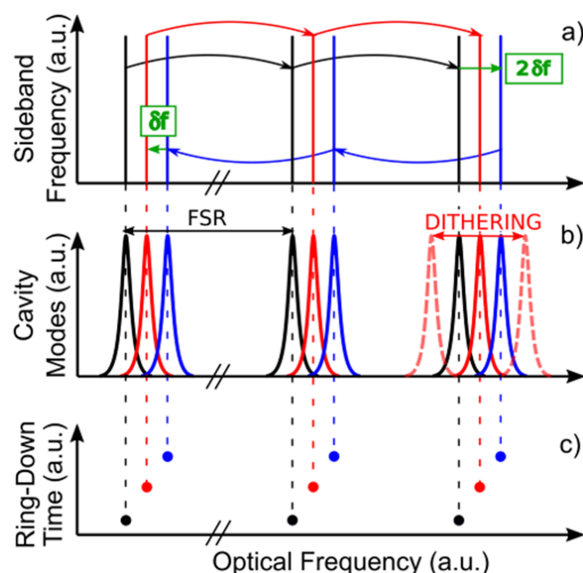 a)
Sideband
Frequency (a.u.)
δf
2δf
b)
Cavity
Modes (a.u.)
FSR
DITHERING
c)
Ring-Down
Time (a.u.)
Optical Frequency (a.u.)